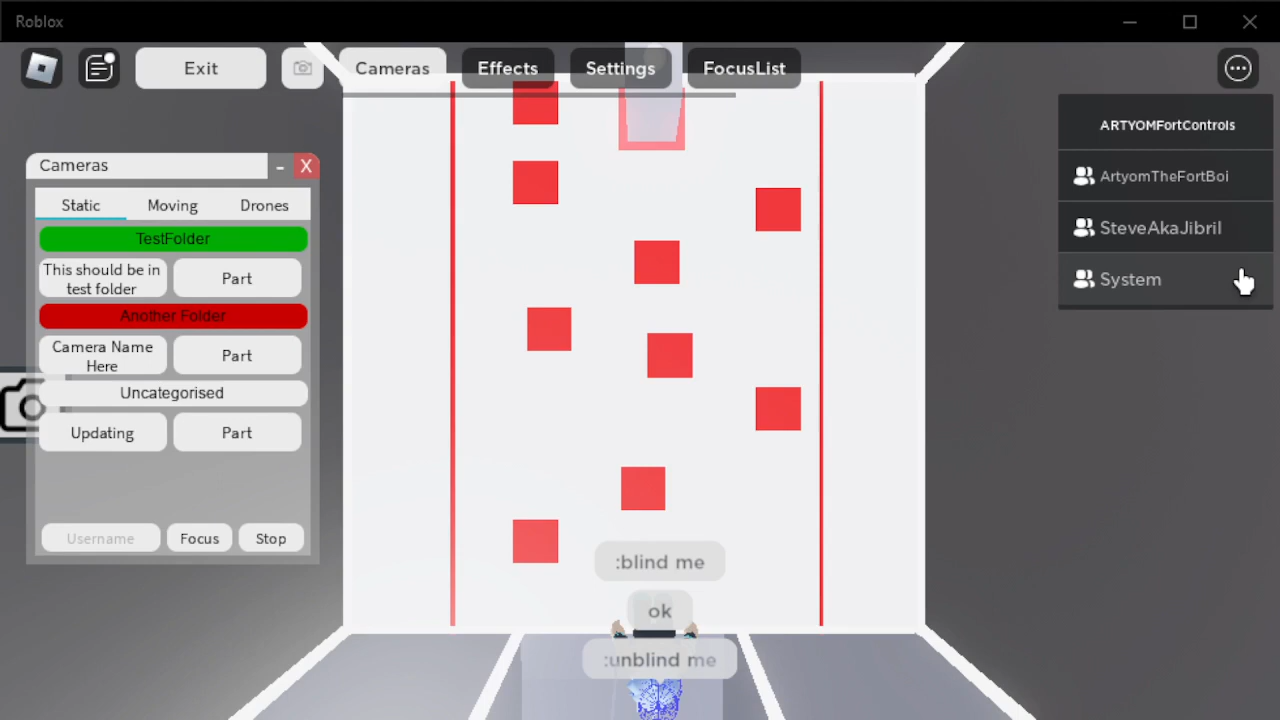 Roblox
Exit
Cameras
Effects
Settings
FocusList
ARTYOMFortControls
ArtyomTheFortBoi
SteveAkaJibril
System
Cameras
-
X
Static
Moving
Drones
TestFolder
This should be in
test folder
Part
Another Folder
Camera Name
Here
Part
Uncategorised
Updating
Part
Username
Focus
Stop
:blind me
ok
:unblind me